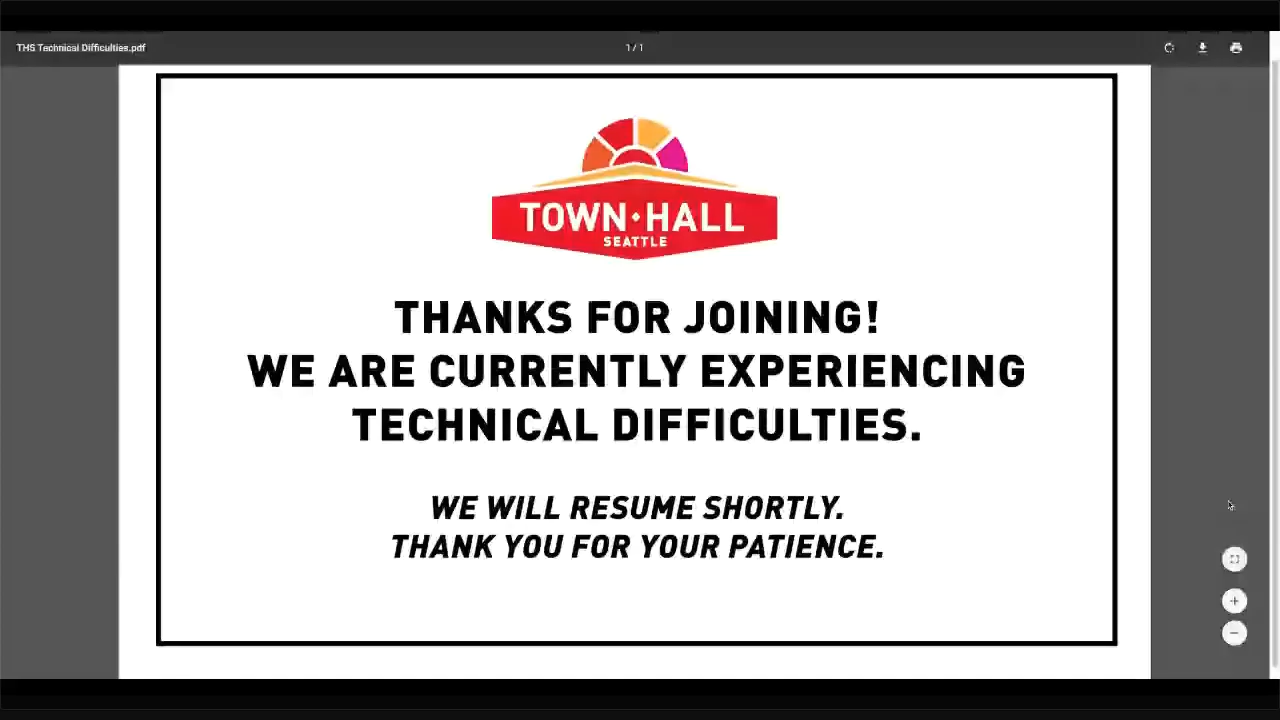 THS Technical Difficulties.pdf
1 / 1
TOWN·HALL
SEATTLE
THANKS FOR JOINING!
WE ARE CURRENTLY EXPERIENCING
TECHNICAL DIFFICULTIES.
WE WILL RESUME SHORTLY.
THANK YOU FOR YOUR PATIENCE.